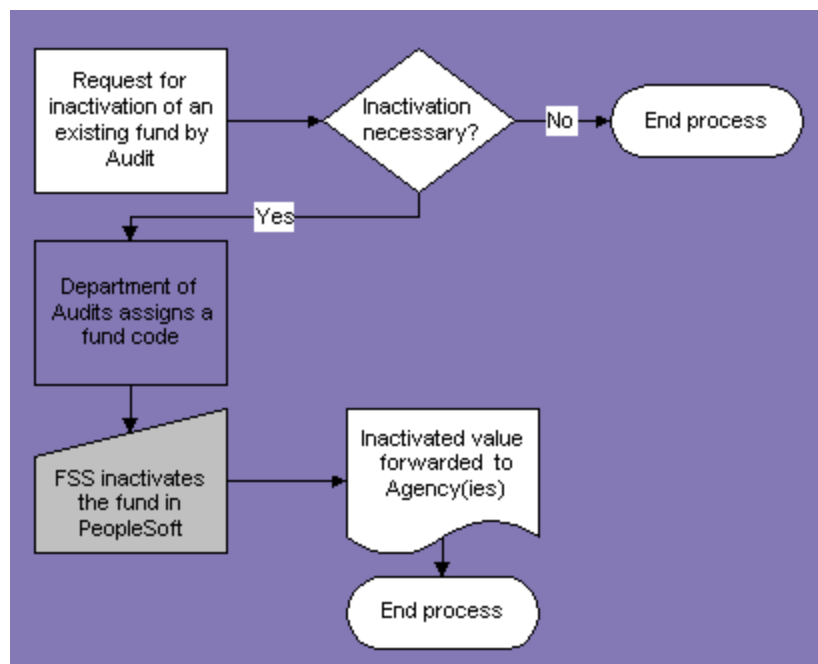 Request for
inactivation of an
existing fund by
Audit
Inactivation
necessary?
No
End process
Yes
Department of
Audits assigns a
fund code
FSS inactivates
the fund in
PeopleSoft
Inactivated value
forwarded to
Agency(ies)
End process